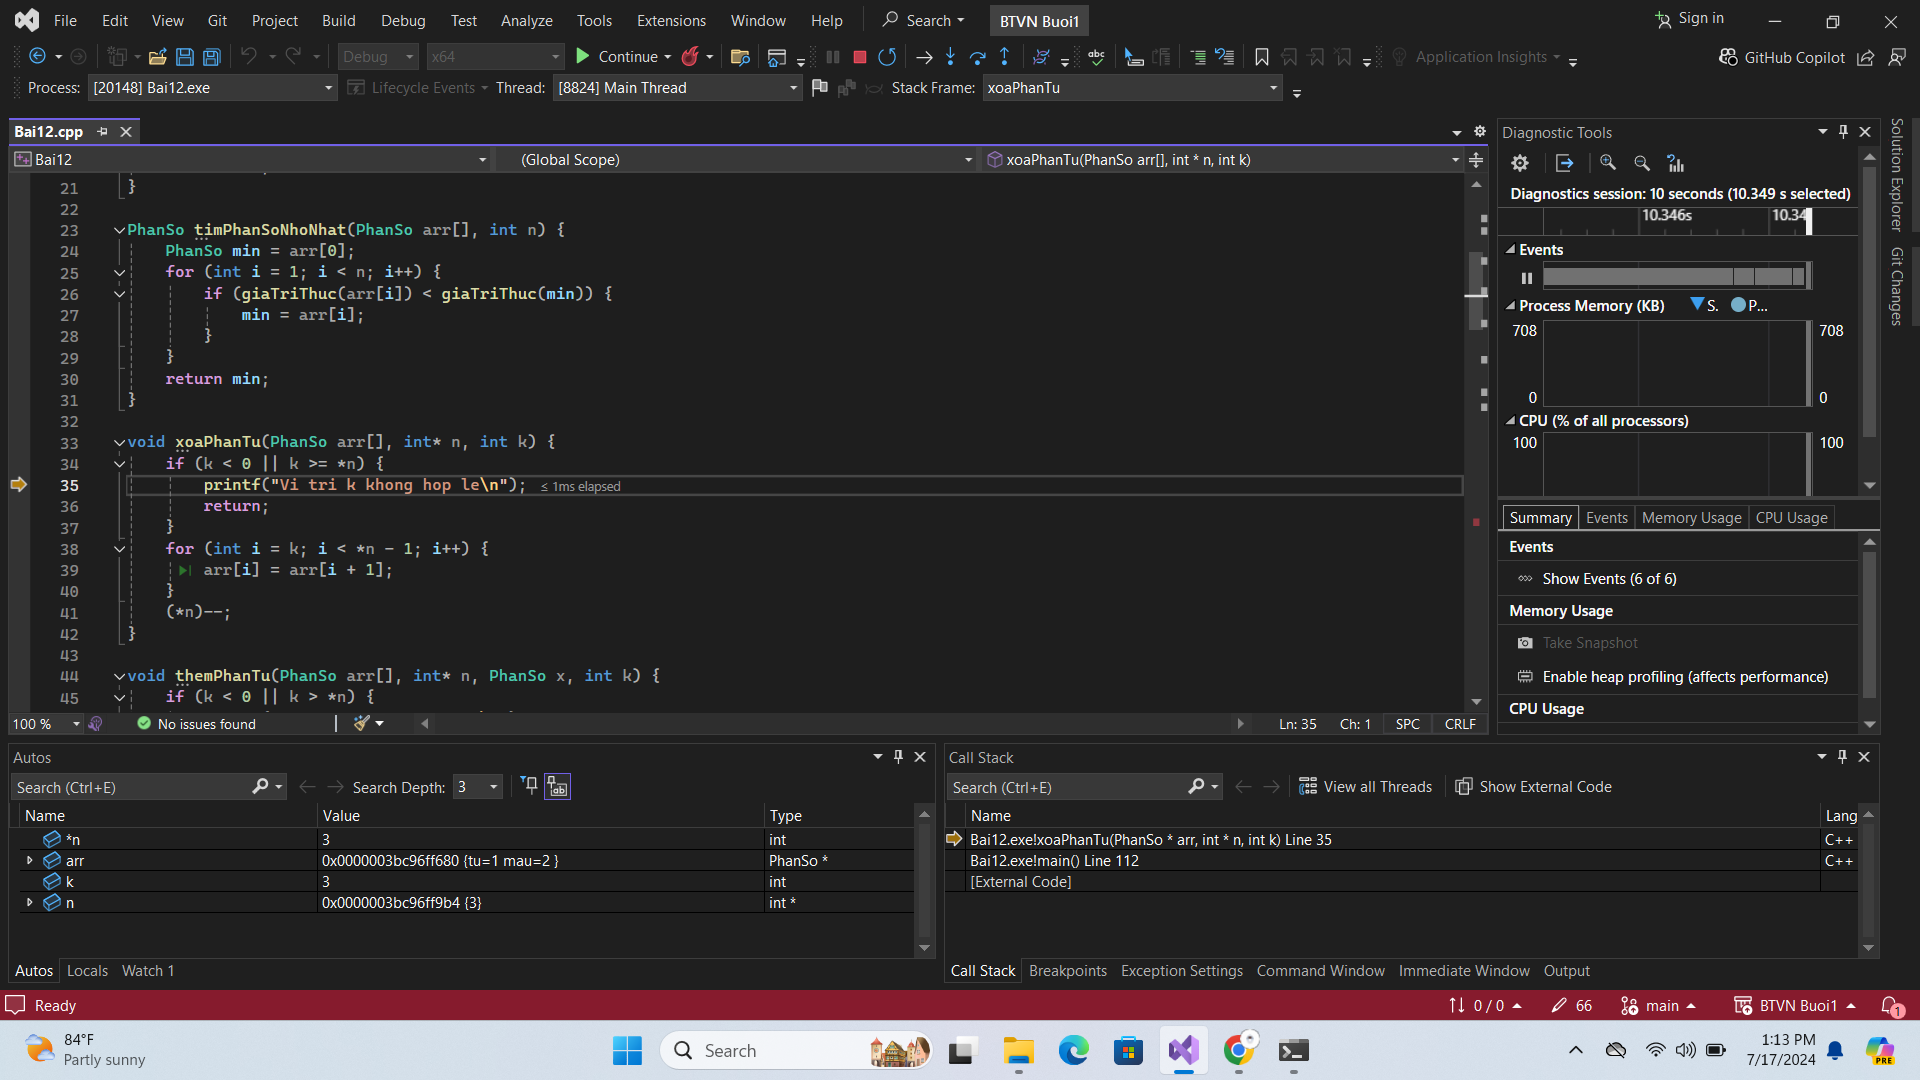 File Edit View Git Project Build Debug Test Analyze Tools Extensions Window Help Search BTVN Buoi1 Sign in
Debug x64 Continue Application Insights GitHub Copilot
Process: [20148] Bai12.exe Lifecycle Events Thread: [8824] Main Thread Stack Frame: xoaPhanTu
Bai12.cpp
Bai12 (Global Scope) xoaPhanTu(PhanSo arr[], int * n, int k)
21 }
22
23 PhanSo timPhanSoNhoNhat(PhanSo arr[], int n) {
24 PhanSo min = arr[0];
25 for (int i = 1; i < n; i++) {
26 if (giaTriThuc(arr[i]) < giaTriThuc(min)) {
27 min = arr[i];
28 }
29 }
30 return min;
31 }
32
33 void xoaPhanTu(PhanSo arr[], int* n, int k) {
34 if (k < 0 || k >= *n) {
35 printf("Vi tri k khong hop le\n"); ≤ 1ms elapsed
36 return;
37 }
38 for (int i = k; i < *n - 1; i++) {
39 arr[i] = arr[i + 1];
40 }
41 (*n)--;
42 }
43
44 void themPhanTu(PhanSo arr[], int* n, PhanSo x, int k) {
45 if (k < 0 || k > *n) {
100 % No issues found Ln: 35 Ch: 1 SPC CRLF
Diagnostic Tools
Diagnostics session: 10 seconds (10.349 s selected)
10.346s 10.34
Events
Process Memory (KB) S. P...
708 708
0 0
CPU (% of all processors)
100 100
Summary Events Memory Usage CPU Usage
Events
Show Events (6 of 6)
Memory Usage
Take Snapshot
Enable heap profiling (affects performance)
CPU Usage
Solution Explorer
Git Changes
Autos
Search (Ctrl+E) Search Depth: 3
Name Value Type
*n 3 int
arr 0x0000003bc96ff680 {tu=1 mau=2 } PhanSo *
k 3 int
n 0x0000003bc96ff9b4 {3} int *
Autos Locals Watch 1
Call Stack
Search (Ctrl+E) View all Threads Show External Code
Name Lang
Bai12.exe!xoaPhanTu(PhanSo * arr, int * n, int k) Line 35 C++
Bai12.exe!main() Line 112 C++
[External Code]
Call Stack Breakpoints Exception Settings Command Window Immediate Window Output
Ready 0 / 0 66 main BTVN Buoi1 1
84°F
Partly sunny
Search
1:13 PM
7/17/2024
PRE